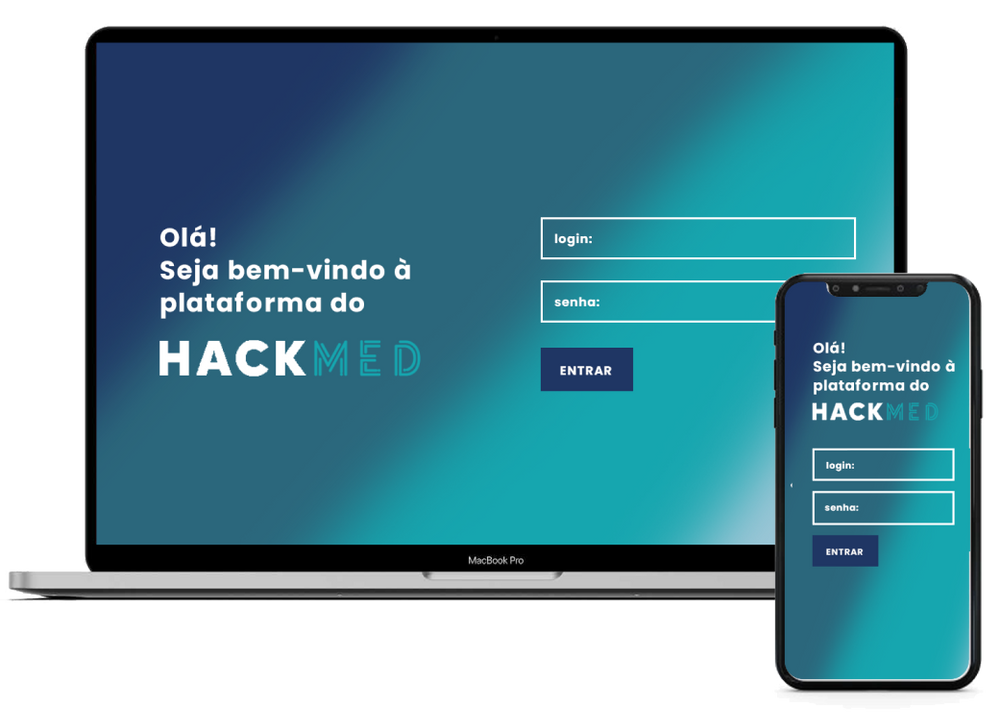 Olá!
Seja bem-vindo à
plataforma do
HACKMED
login:
senha:
ENTRAR
MacBook Pro
Olá!
Seja bem-vindo à
plataforma do
HACKMED
login:
senha:
ENTRAR